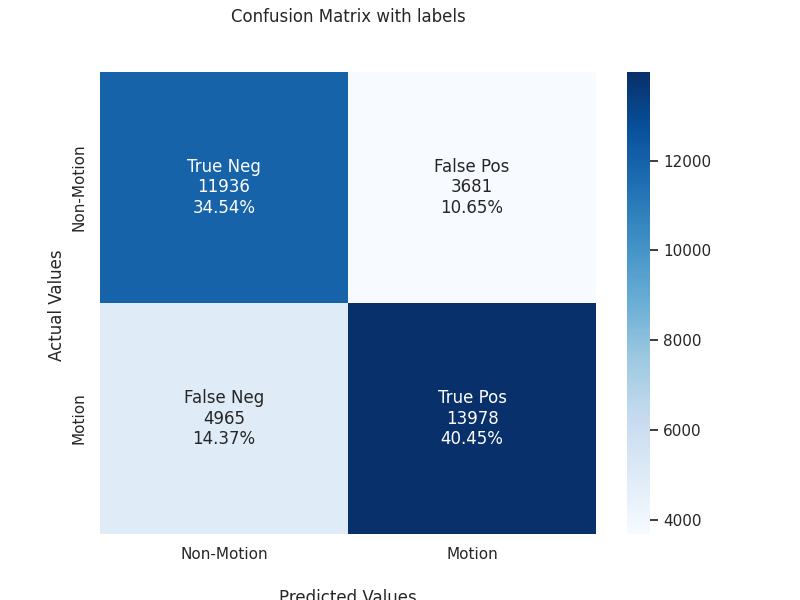 Confusion Matrix with labels
Actual Values
Non-Motion
Motion
True Neg
11936
34.54%
False Pos
3681
10.65%
False Neg
4965
14.37%
True Pos
13978
40.45%
12000
10000
8000
6000
4000
Non-Motion
Motion
Predicted Values